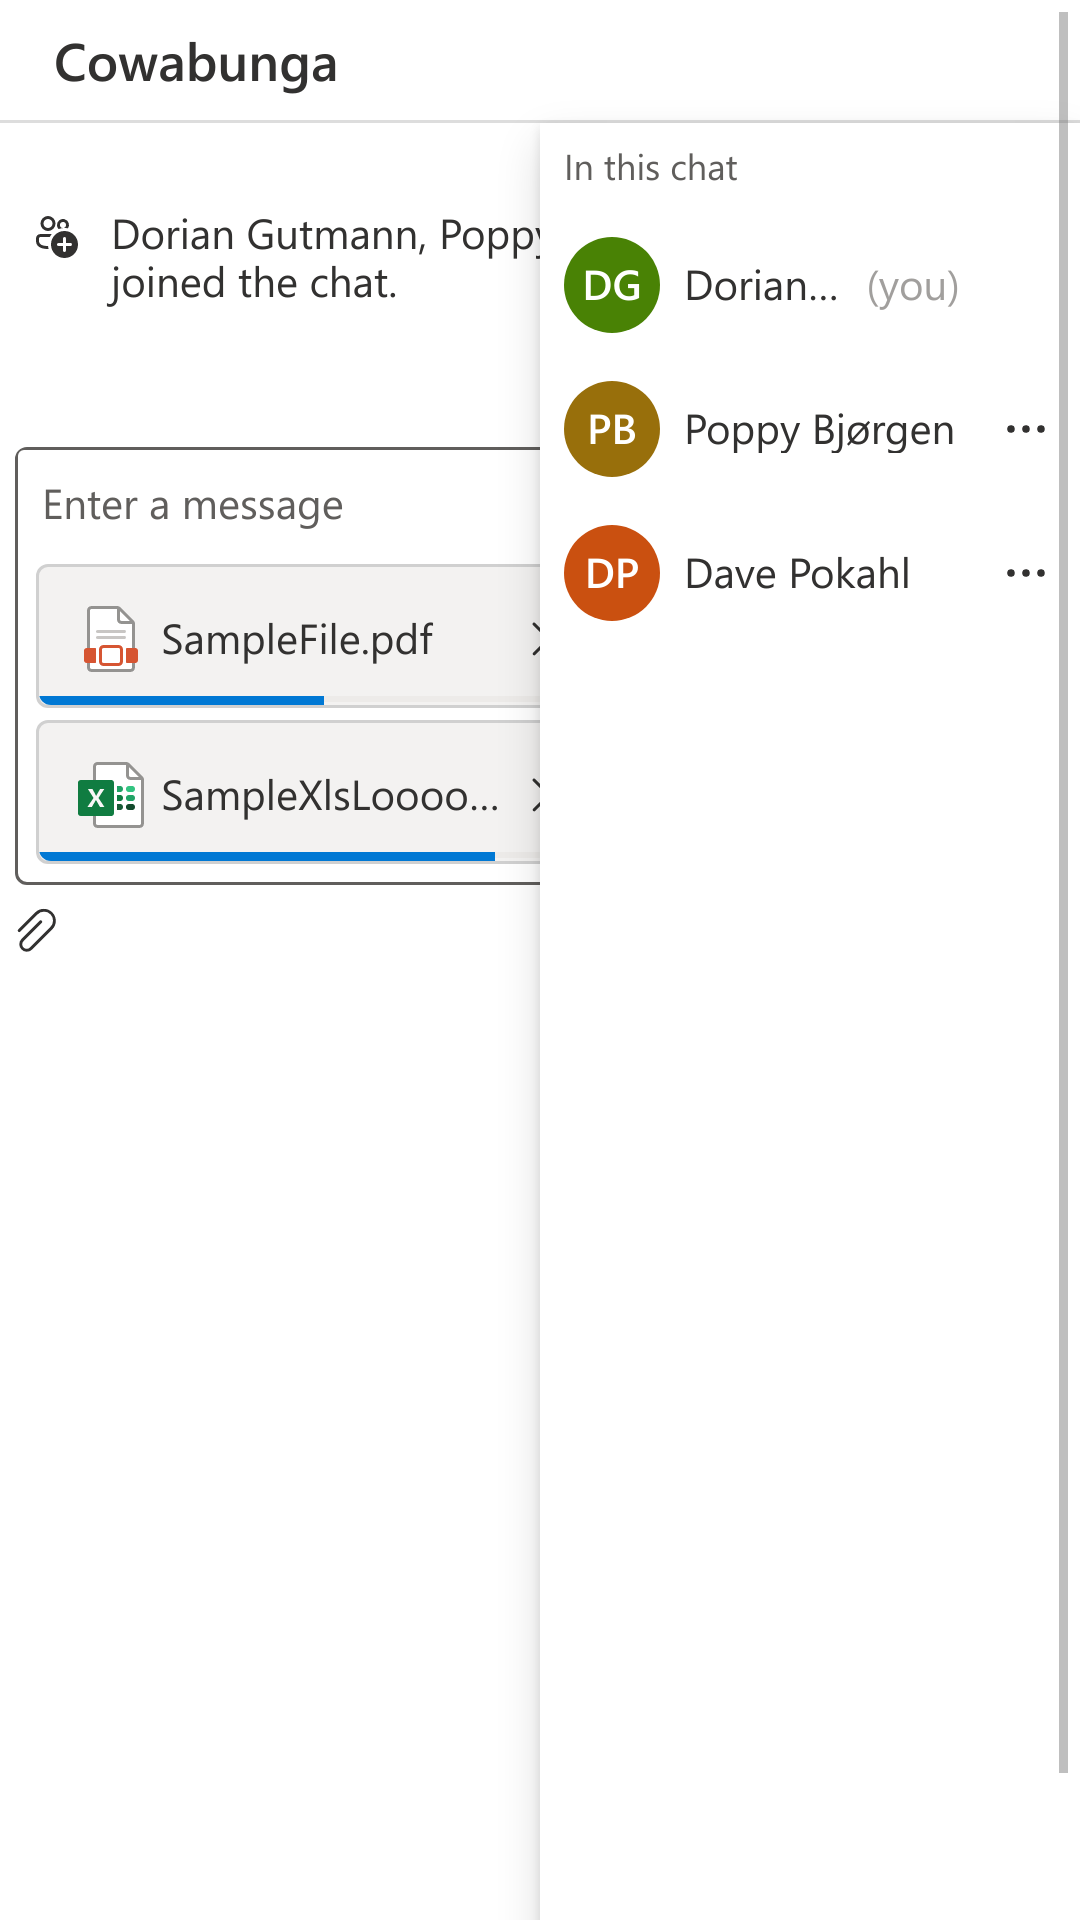 Cowabunga
Dorian Gutmann, Poppy
joined the chat.
Enter a message
SampleFile.pdf
X
SampleXlsLoooo...
In this chat
DG
Dorian... (you)
PB
Poppy Bjørgen
DP
Dave Pokahl